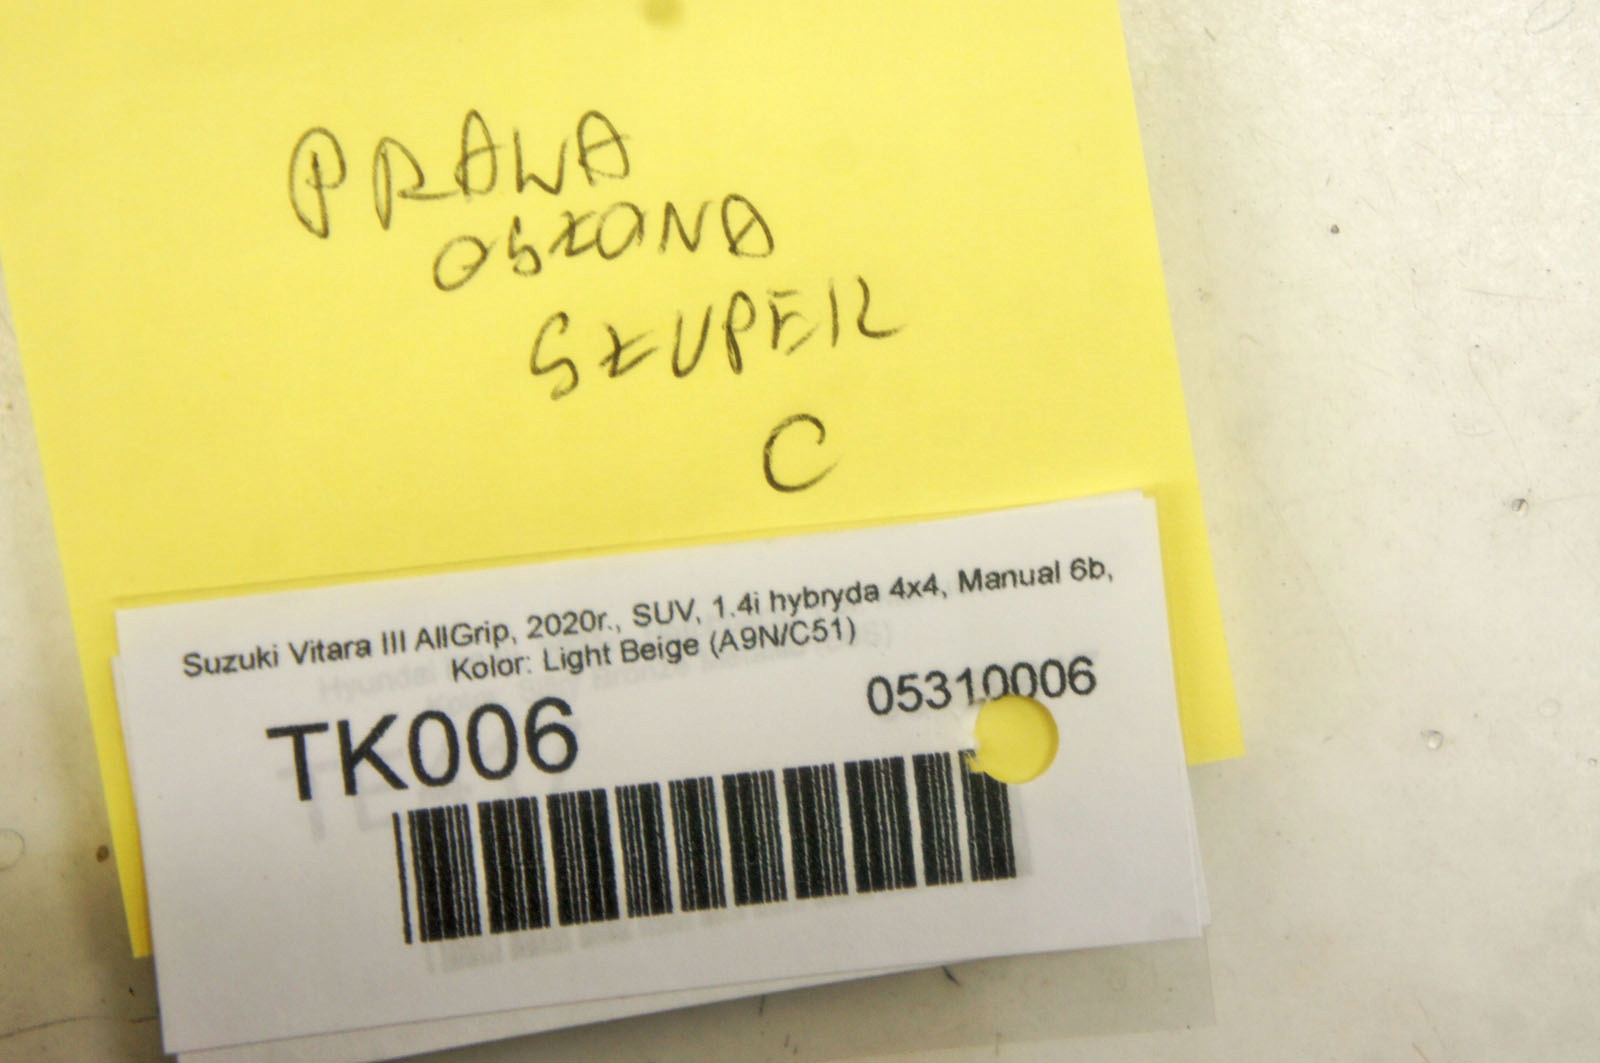 PRAWA
OSŁONA
SŁUPEK
C
Suzuki Vitara III AllGrip, 2020r., SUV, 1.4i hybryda 4x4, Manual 6b,
Kolor: Light Beige (A9N/C51)
05310006
TK006